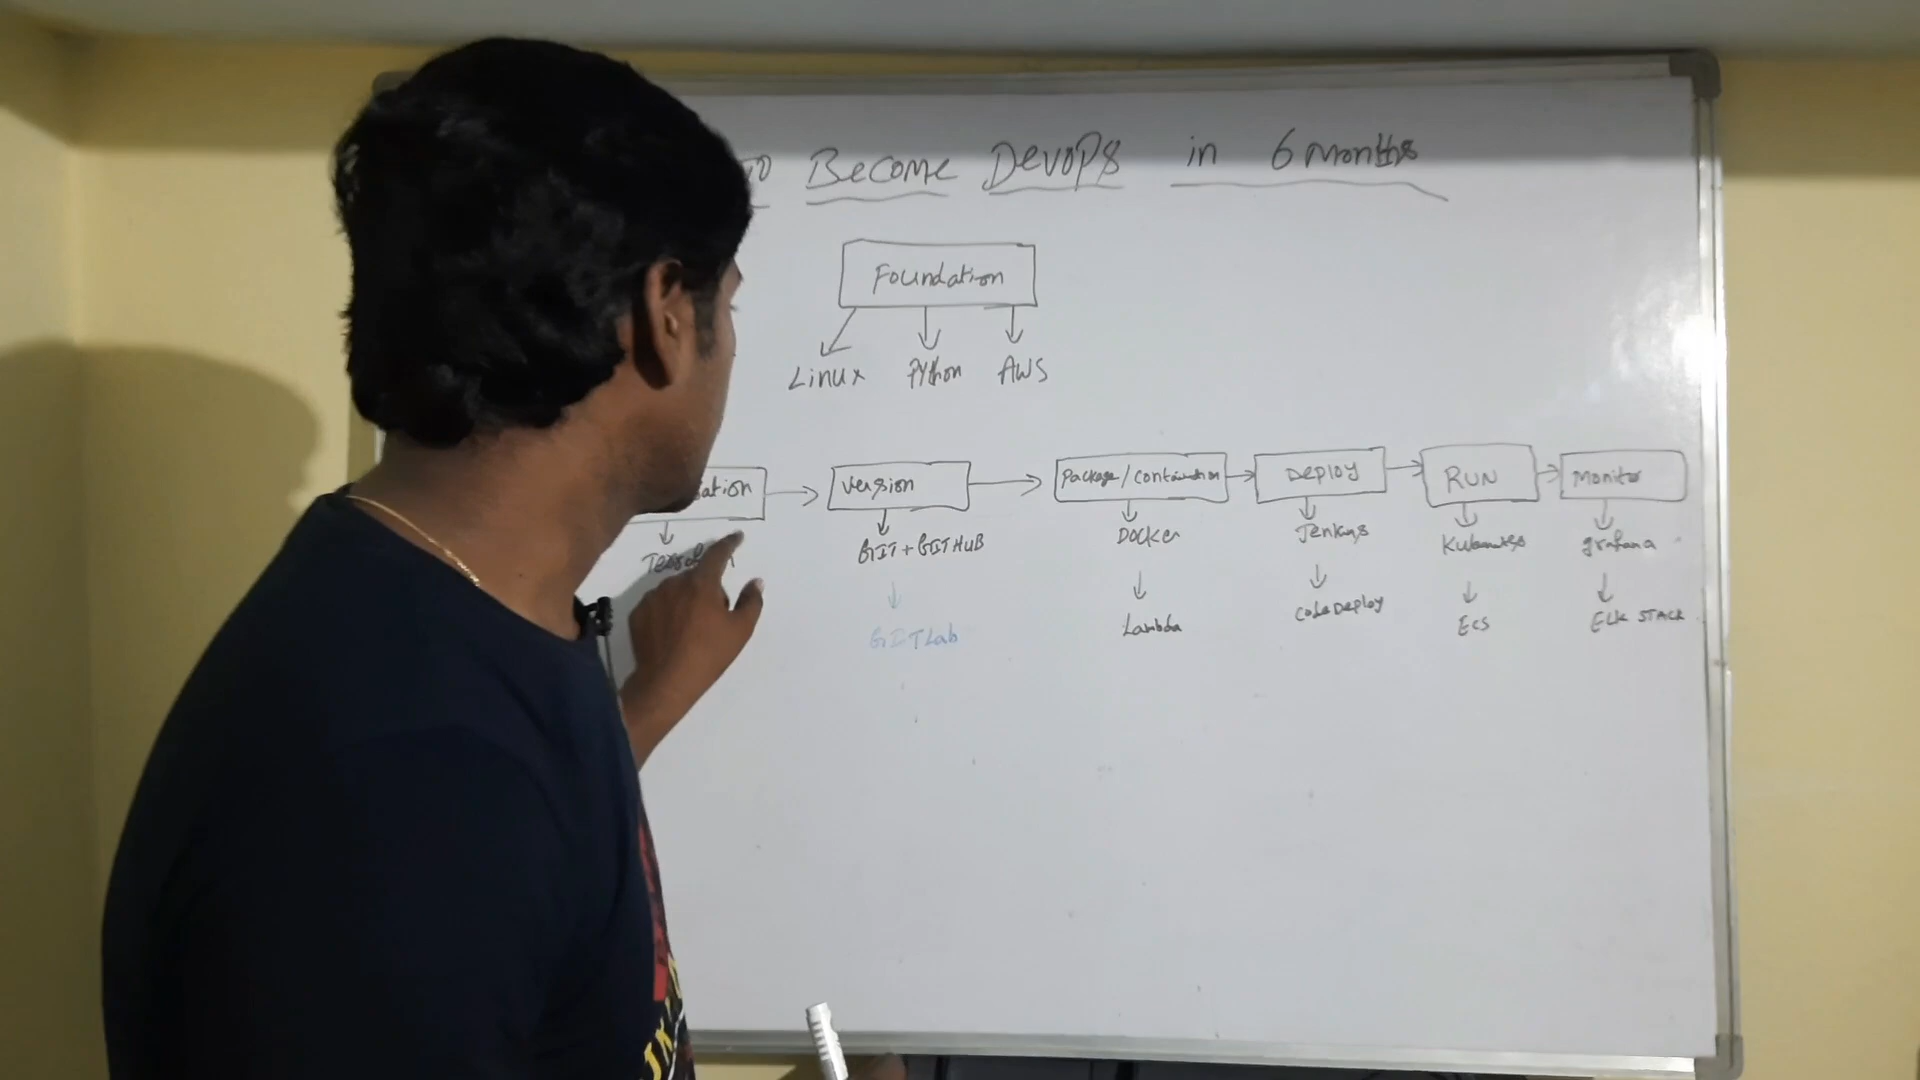 TO Become DevOPS in 6 months
Foundation
Linux Python AWS
Version Package/ Deploy RUN Monitor
GIT+GITHUB Docker Jenkins Kubernetes grafana
GITLab Lambda CodeDeploy ECS ELK STACK